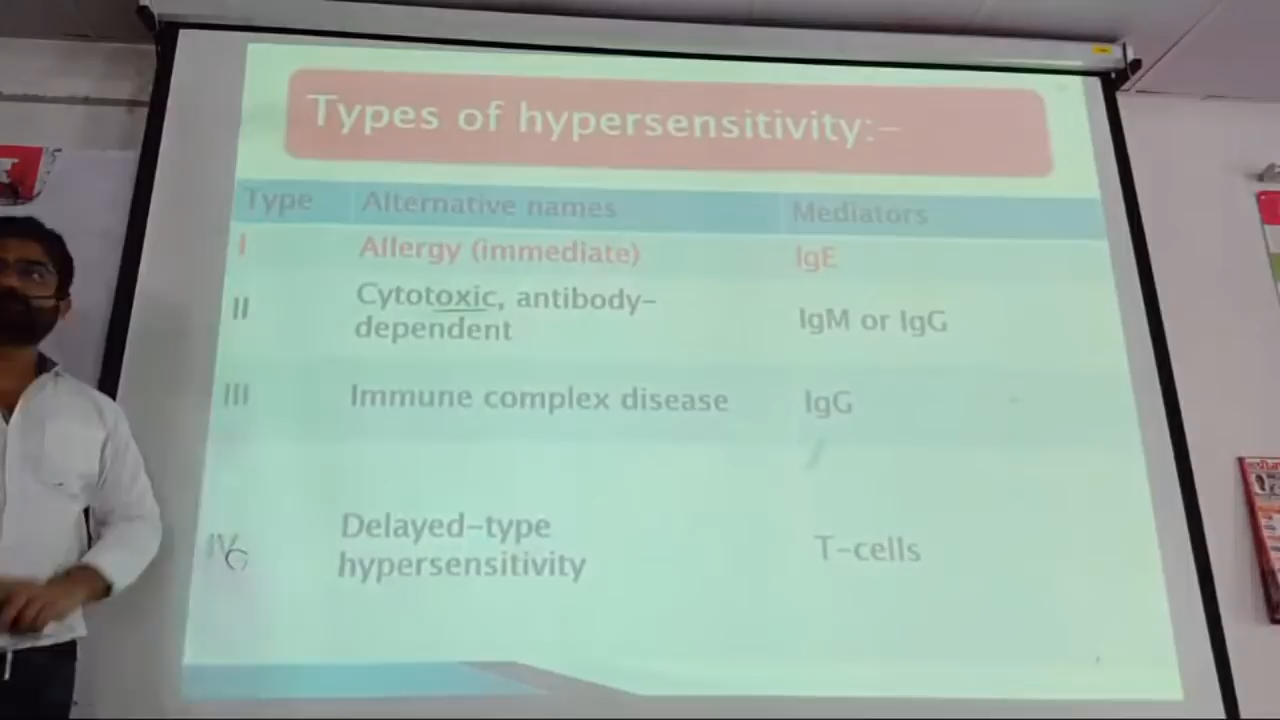 Types of hypersensitivity:-
Type Alternative names Mediators
I Allergy (immediate) IgE
II Cytotoxic, antibody-
dependent IgM or IgG
III Immune complex disease IgG
IV Delayed-type
hypersensitivity T-cells